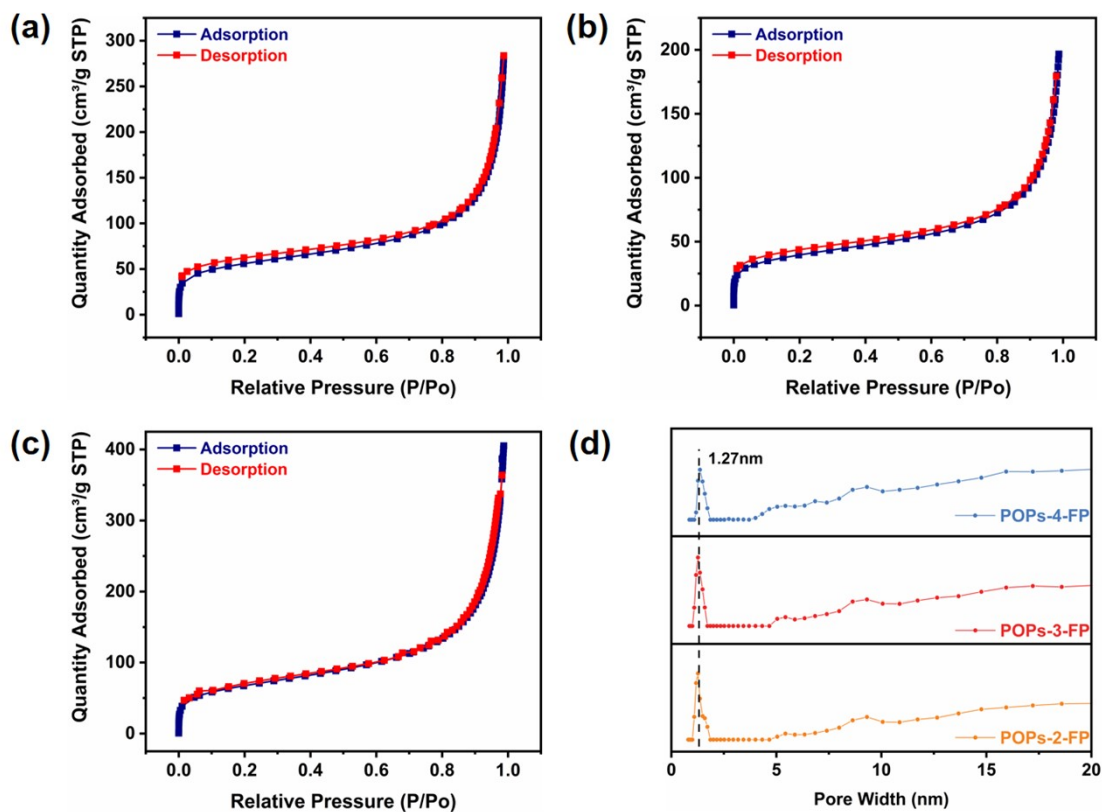 (a)
300
250
200
150
100
50
0
Quantity Adsorbed (cm³/g STP)
Adsorption
Desorption
0.0 0.2 0.4 0.6 0.8 1.0
Relative Pressure (P/Po)
(b)
200
150
100
50
0
Quantity Adsorbed (cm³/g STP)
Adsorption
Desorption
0.0 0.2 0.4 0.6 0.8 1.0
Relative Pressure (P/Po)
(c)
400
300
200
100
0
Quantity Adsorbed (cm³/g STP)
Adsorption
Desorption
0.0 0.2 0.4 0.6 0.8 1.0
Relative Pressure (P/Po)
(d)
1.27nm
POPs-4-FP
POPs-3-FP
POPs-2-FP
0 5 10 15 20
Pore Width (nm)